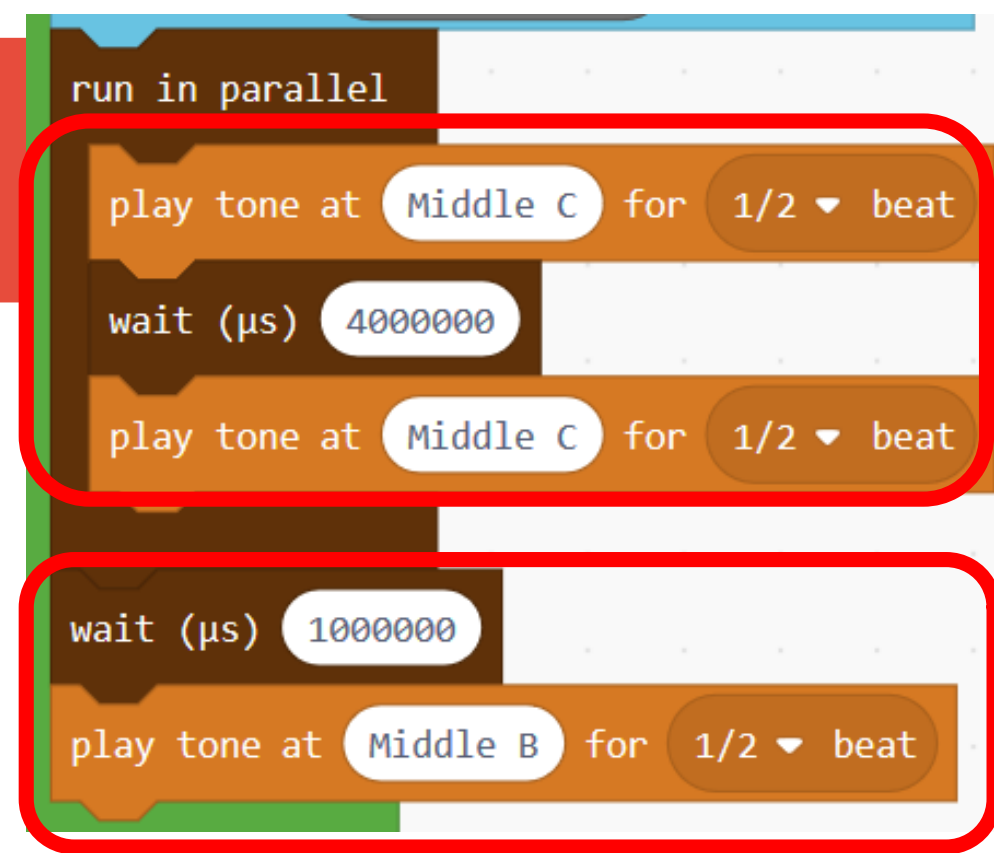 run in parallel
play tone at Middle C for 1/2 beat
wait (µs) 4000000
play tone at Middle C for 1/2 beat
wait (µs) 1000000
play tone at Middle B for 1/2 beat